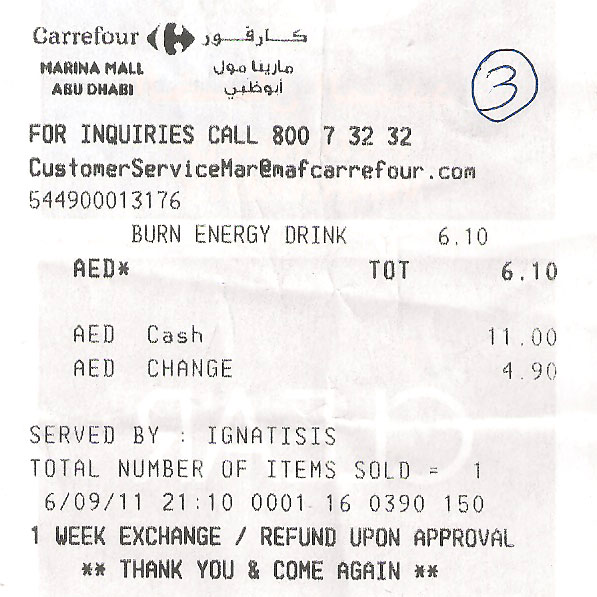 Carrefour كارفور
MARINA MALL مارينا مول
ABU DHABI أبوظبي
3
FOR INQUIRIES CALL 800 7 32 32
CustomerServiceMar@mafcarrefour.com
544900013176
BURN ENERGY DRINK 6.10
AED* TOT 6.10
AED Cash 11.00
AED CHANGE 4.90
SERVED BY : IGNATISIS
TOTAL NUMBER OF ITEMS SOLD = 1
6/09/11 21:10 0001 16 0390 150
1 WEEK EXCHANGE / REFUND UPON APPROVAL
** THANK YOU & COME AGAIN **